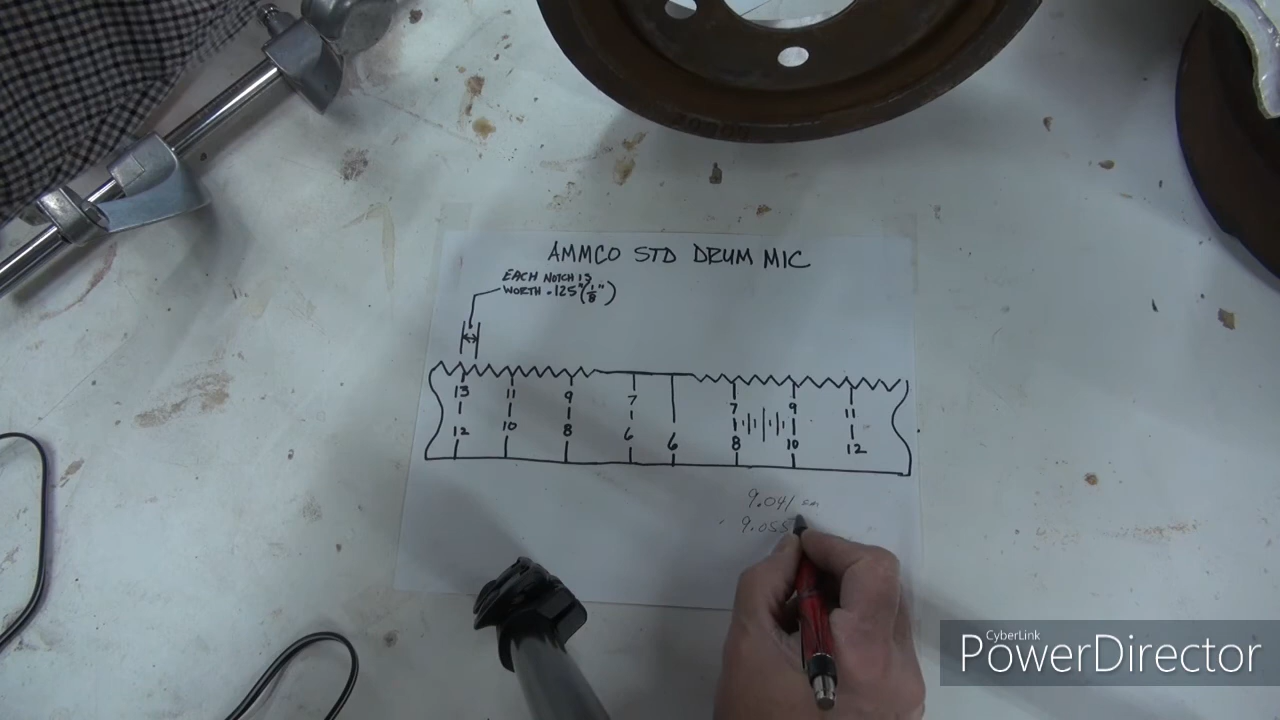 AMMCO STD DRUM MIC
EACH NOTCH IS
WORTH .125" (1/8")
13 11 9 7 7 9 11
12 10 8 6 6 8 10 12
9.041
9.055
CyberLink
PowerDirector